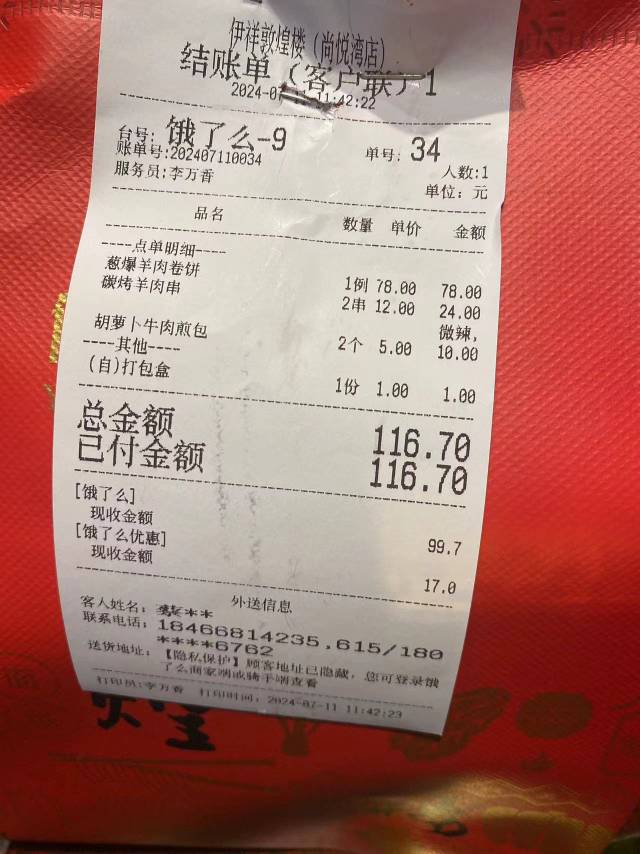 伊祥敦煌楼(尚悦湾店)
结账单(客户联)1
2024-07-11 11:42:22
台号: 饿了么-9
单号: 34
账单号:202407110034
人数:1
服务员:李万香
单位: 元
品名 数量 单价 金额
----点单明细----
葱爆羊肉卷饼 1例 78.00 78.00
碳烤羊肉串 2串 12.00 24.00
微辣,
胡萝卜牛肉煎包 2个 5.00 10.00
----其他----
(自)打包盒 1份 1.00 1.00
总金额 116.70
已付金额 116.70
[饿了么]
现收金额 99.7
[饿了么优惠]
现收金额 17.0
外送信息
客人姓名: 蔡**
联系电话: 18466814235,615/180
****6762
送货地址: 【隐私保护】顾客地址已隐藏, 您可登录饿
了么商家端或骑手端查看
打印员:李万香 打印时间: 2024-07-11 11:42:23
煌